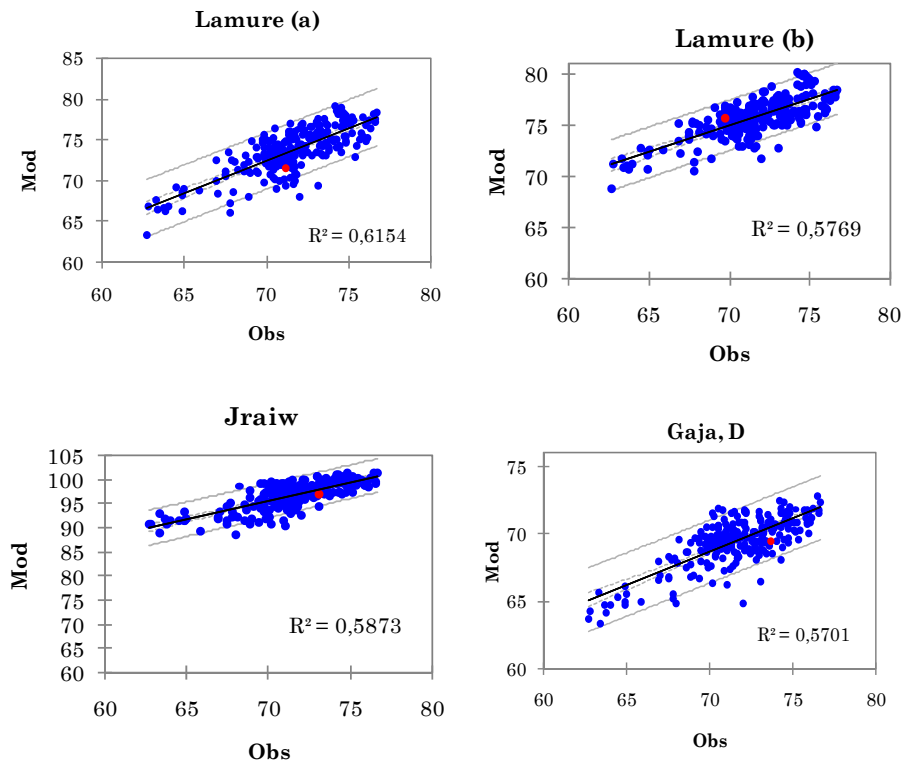 Lamure (a)
85
80
75
70
65
60
Mod
R² = 0,6154
60 65 70 75 80
Obs
Lamure (b)
80
75
70
65
60
Mod
R² = 0,5769
60 65 70 75 80
Obs
Jraiw
105
100
95
90
85
80
75
70
65
60
Mod
R² = 0,5873
60 65 70 75 80
Obs
Gaja, D
75
70
65
60
Mod
R² = 0,5701
60 65 70 75 80
Obs